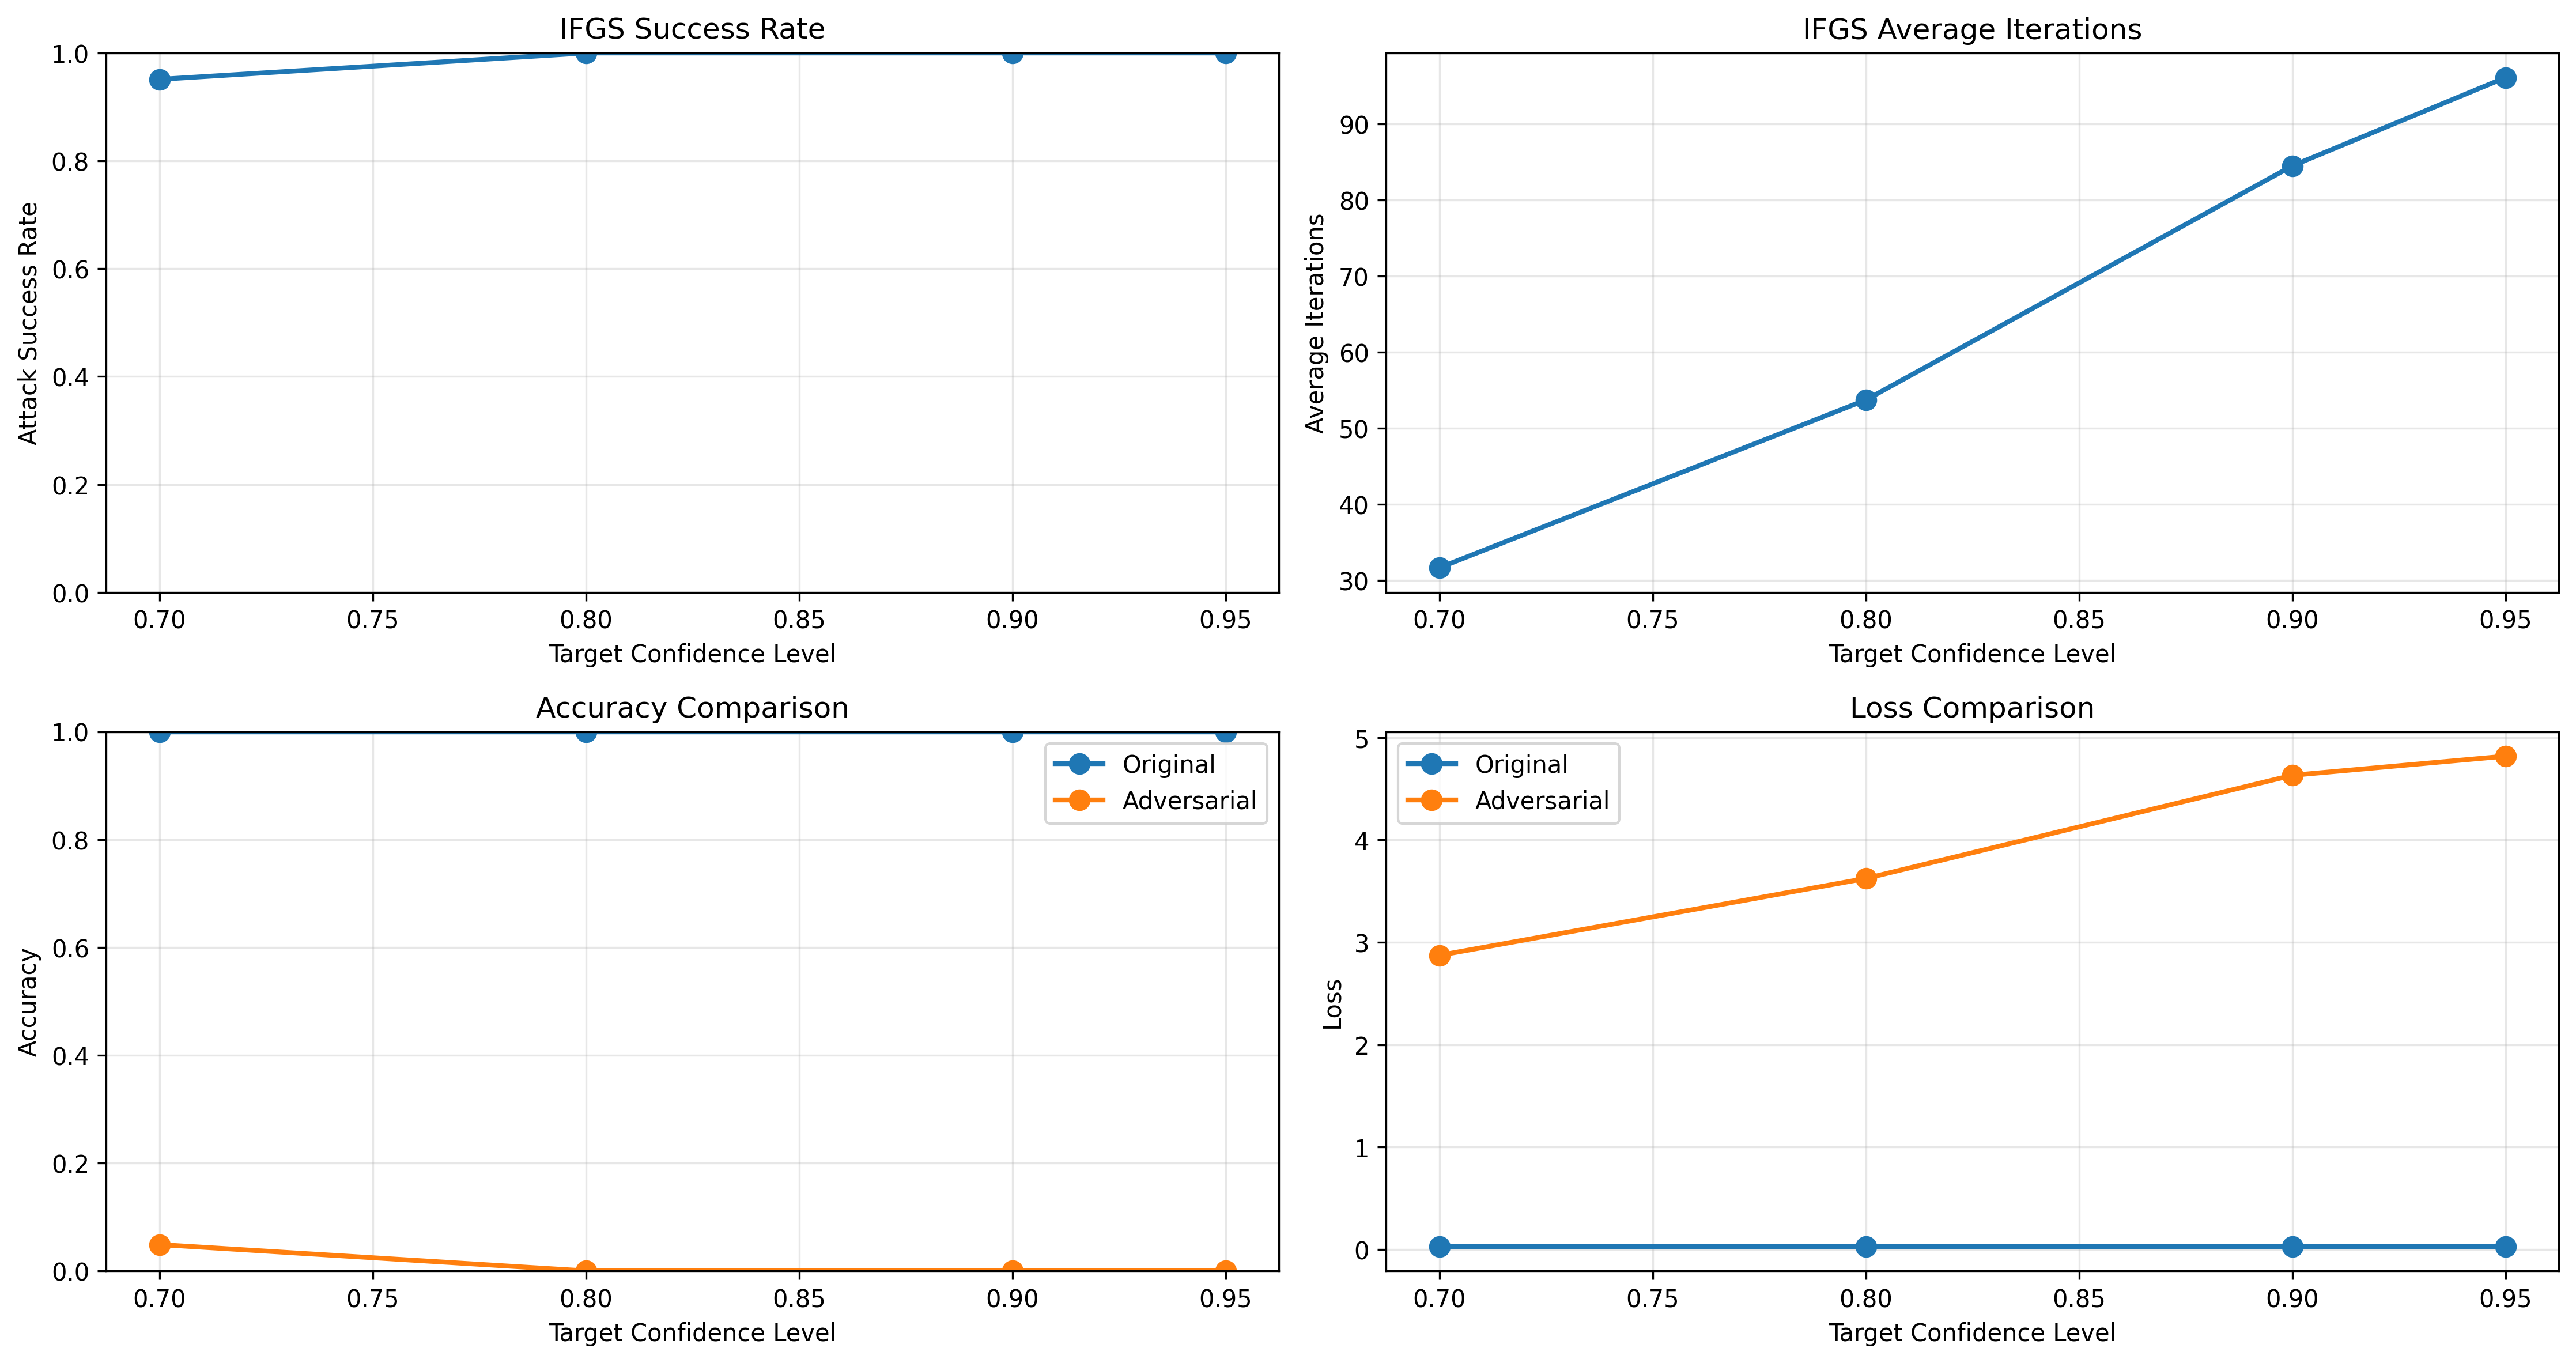 IFGS Success Rate
Attack Success Rate
1.0
0.8
0.6
0.4
0.2
0.0
0.70 0.75 0.80 0.85 0.90 0.95
Target Confidence Level
IFGS Average Iterations
Average Iterations
90
80
70
60
50
40
30
0.70 0.75 0.80 0.85 0.90 0.95
Target Confidence Level
Accuracy Comparison
Accuracy
1.0
0.8
0.6
0.4
0.2
0.0
Original
Adversarial
0.70 0.75 0.80 0.85 0.90 0.95
Target Confidence Level
Loss Comparison
Loss
5
4
3
2
1
0
Original
Adversarial
0.70 0.75 0.80 0.85 0.90 0.95
Target Confidence Level